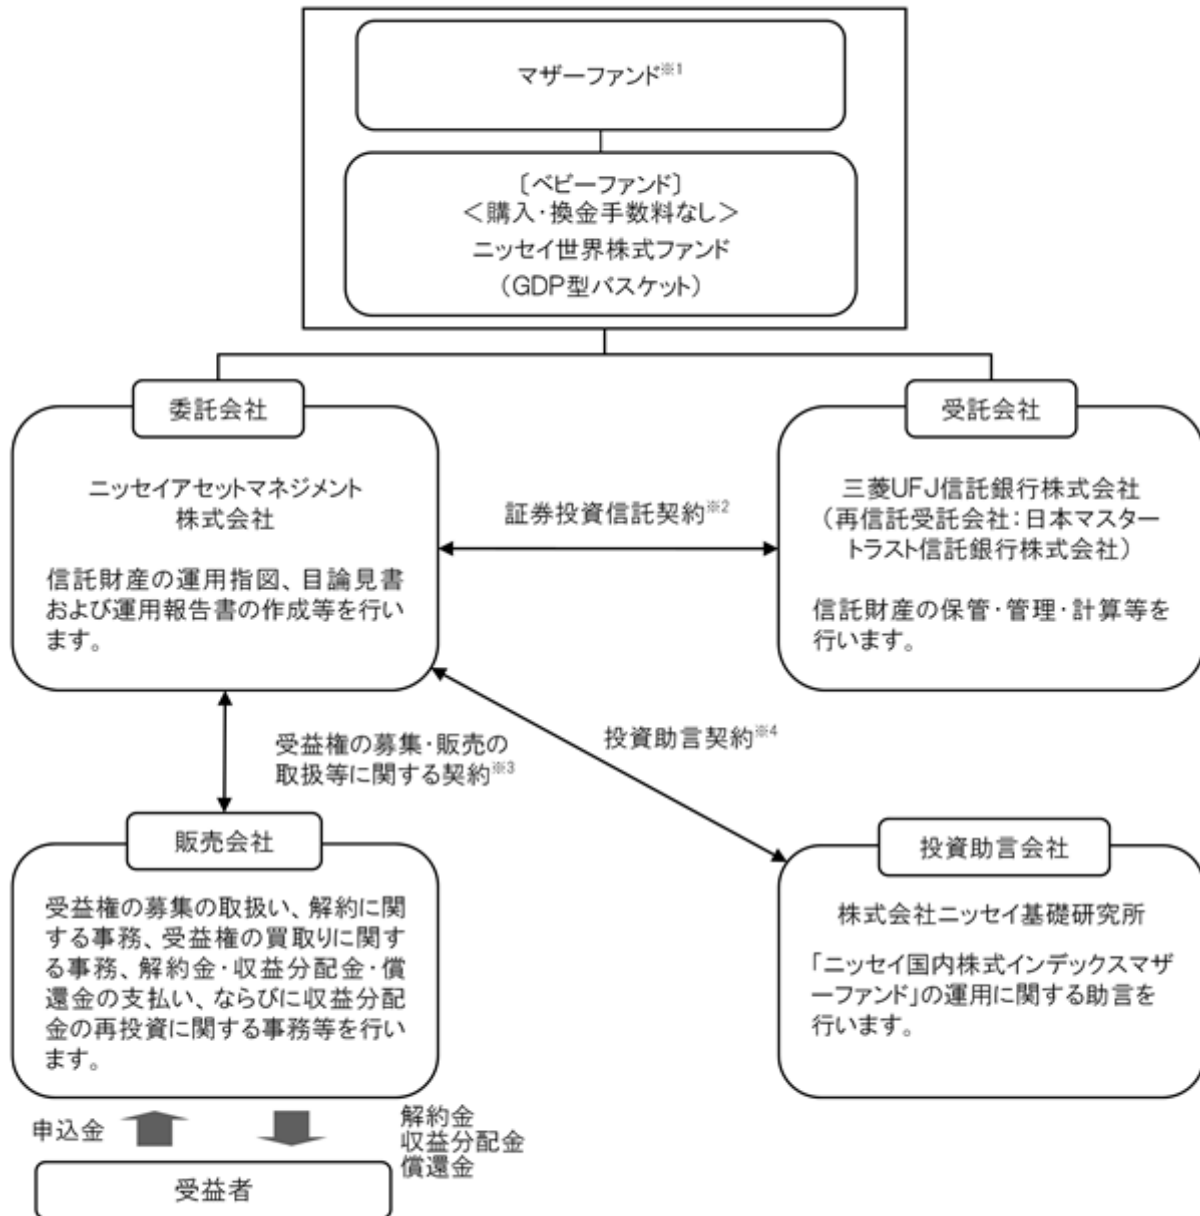 マザーファンド※1
〔ベビーファンド〕
＜購入・換金手数料なし＞
ニッセイ世界株式ファンド
（GDP型バスケット）
委託会社
ニッセイアセットマネジメント
株式会社
信託財産の運用指図、目論見書
および運用報告書の作成等を行い
ます。
証券投資信託契約※2
受託会社
三菱UFJ信託銀行株式会社
（再信託受託会社：日本マスター
トラスト信託銀行株式会社）
信託財産の保管・管理・計算等を
行います。
受益権の募集・販売の
取扱等に関する契約※3
投資助言契約※4
販売会社
受益権の募集の取扱い、解約に関
する事務、受益権の買取りに関す
る事務、解約金・収益分配金・償
還金の支払い、ならびに収益分配
金の再投資に関する事務等を行い
ます。
投資助言会社
株式会社ニッセイ基礎研究所
「ニッセイ国内株式インデックスマザ
ーファンド」の運用に関する助言を
行います。
申込金
解約金
収益分配金
償還金
受益者